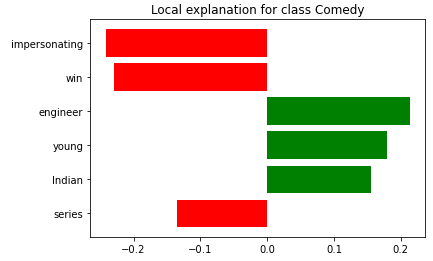 Local explanation for class Comedy
impersonating
win
engineer
young
Indian
series
−0.2 −0.1 0.0 0.1 0.2